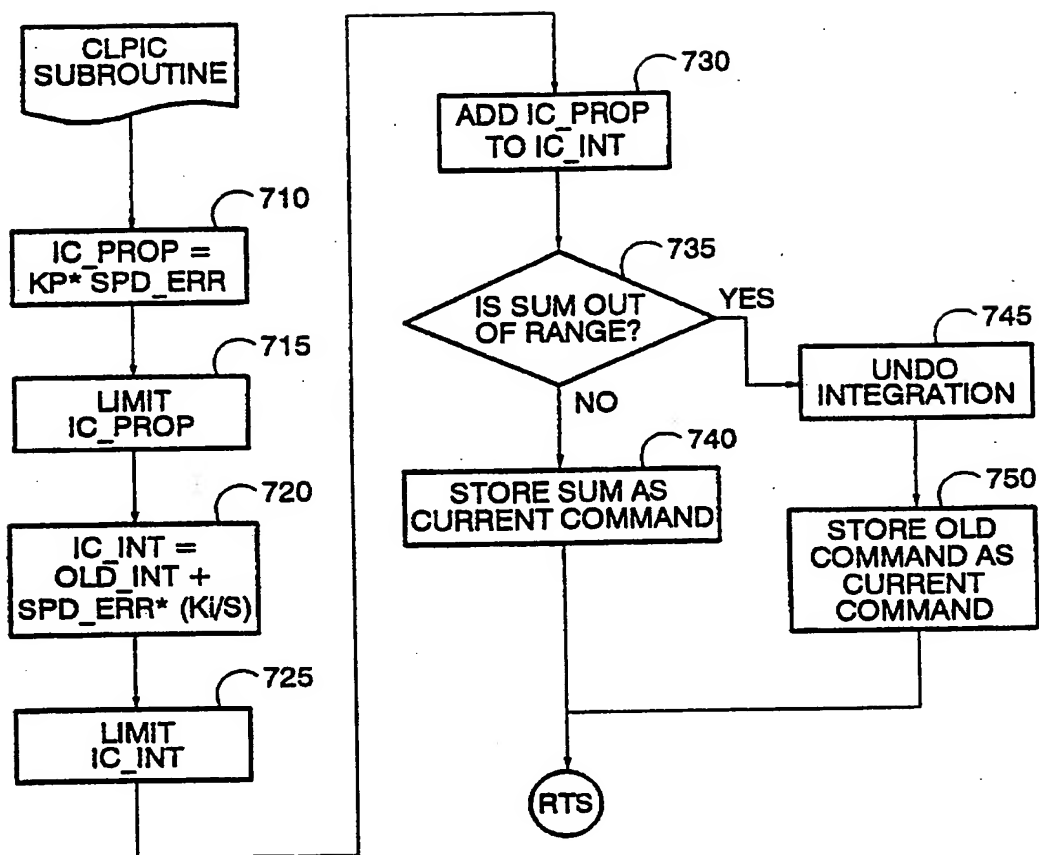 CLPIC
SUBROUTINE
710
IC_PROP =
KP* SPD_ERR
715
LIMIT
IC_PROP
720
IC_INT =
OLD_INT +
SPD_ERR* (Ki/S)
725
LIMIT
IC_INT
730
ADD IC_PROP
TO IC_INT
735
IS SUM OUT
OF RANGE?
YES
NO
740
STORE SUM AS
CURRENT COMMAND
745
UNDO
INTEGRATION
750
STORE OLD
COMMAND AS
CURRENT
COMMAND
RTS